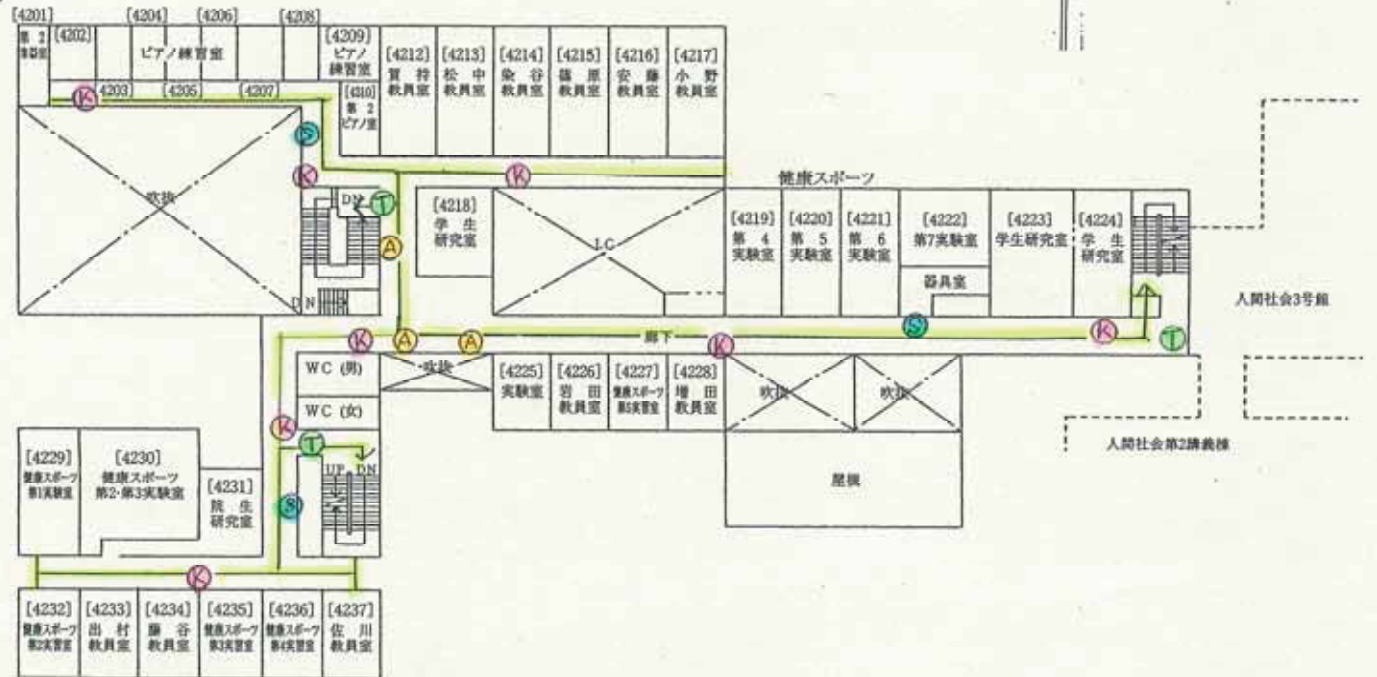 [4201]
[4204] [4206] [4208]
第 2
[4202]
ピアノ練習室
[4209]
ピアノ
練習室
[4212] [4213] [4214] [4215] [4216] [4217]
賀 持 松 中 染 谷 篠 原 安 藤 小 野
教員室 教員室 教員室 教員室 教員室 教員室
K
[4203] [4205] [4207]
[4210]
第 2
ピアノ室
S
K
K
吹抜
健康スポーツ
DN
T
[4218]
学 生
研究室
A
[4219] [4220] [4221] [4222] [4223] [4224]
第 4 第 5 第 6 第7実験室 学生研究室 学 生
実験室 実験室 実験室 研究室
器具室
DN
人間社会3号館
K
A
A
廊下
K
S
K
T
WC (男)
吹抜
[4225] [4226] [4227] [4228]
実験室 岩 田 健康スポーツ 増 田
教員室 第5実習室 教員室
吹抜
吹抜
WC (女)
K
T
人間社会第2講義棟
[4229]
健康スポーツ
第1実験室
[4230]
健康スポーツ
第2・第3実験室
[4231]
院 生
研究室
UP DN
S
屋根
K
[4232] [4233] [4234] [4235] [4236] [4237]
健康スポーツ 出 村 藤 谷 健康スポーツ 健康スポーツ 佐 川
第2実習室 教員室 教員室 第3実習室 第4実習室 教員室